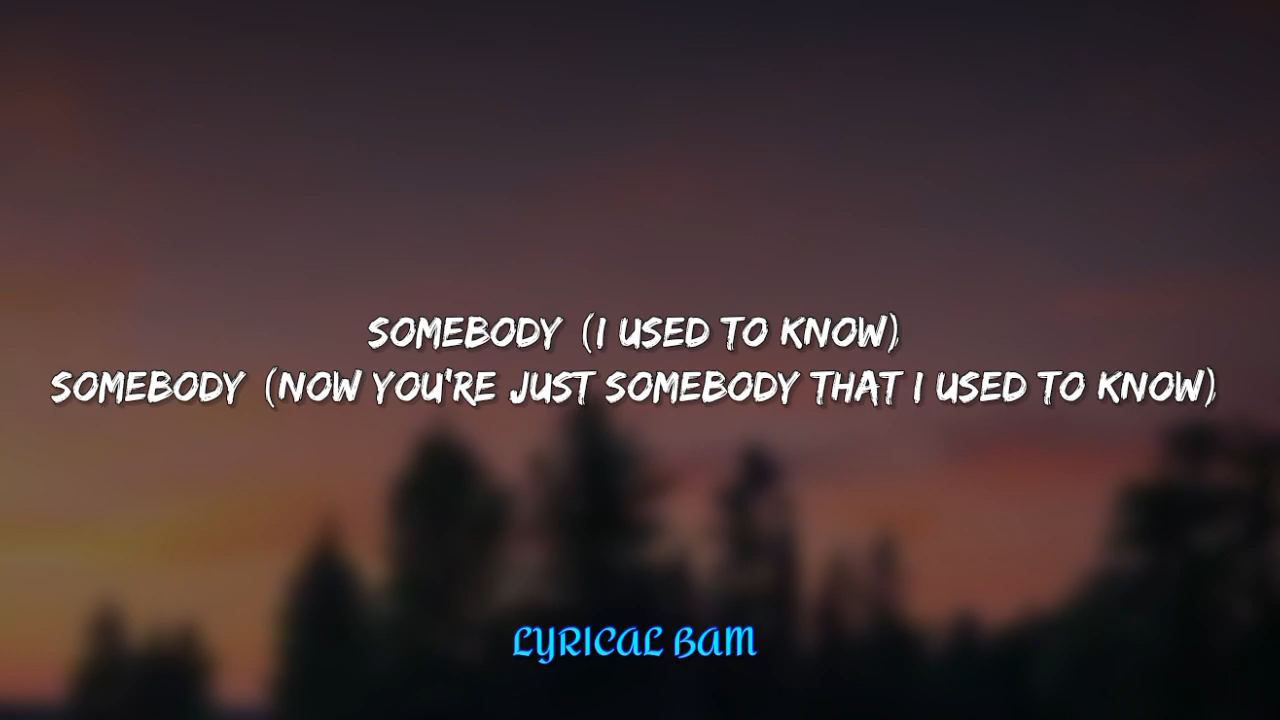 SOMEBODY (I USED TO KNOW)
SOMEBODY (NOW YOU'RE JUST SOMEBODY THAT I USED TO KNOW)
LYRICAL BAM